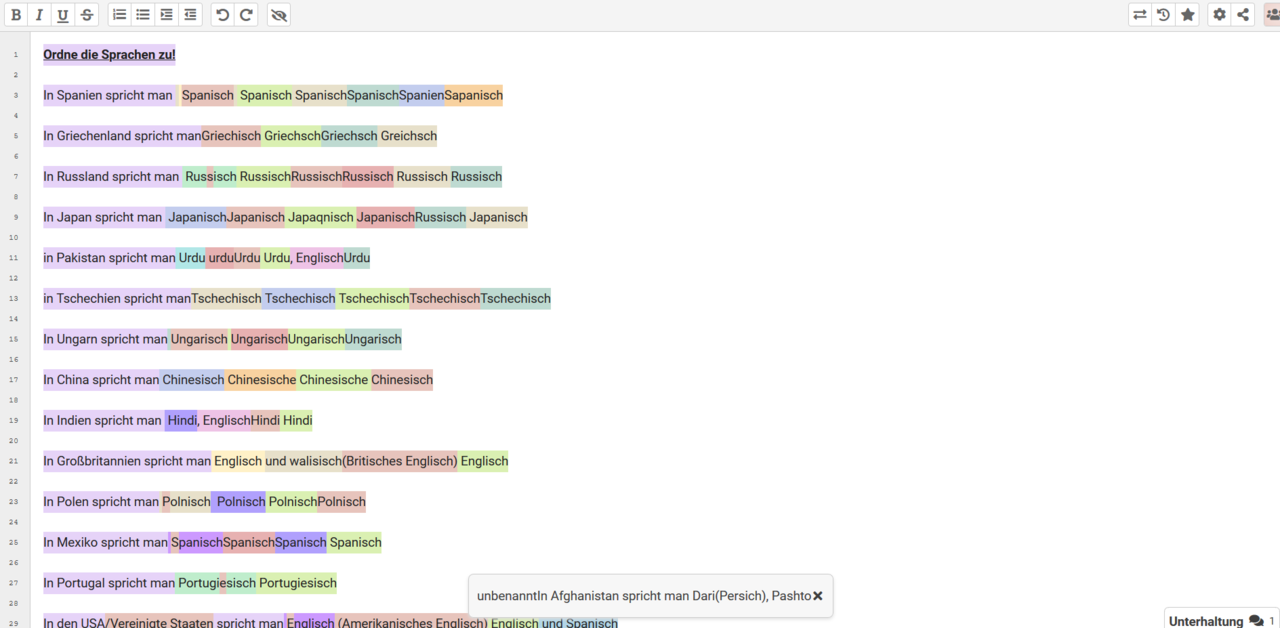 B I U S
1 Ordne die Sprachen zu!
2
3 In Spanien spricht man Spanisch Spanisch SpanischSpanischSpanienSapanisch
4
5 In Griechenland spricht manGriechisch GriechschGriechsch Greichsch
6
7 In Russland spricht man Russisch RussischRussischRussisch Russisch Russisch
8
9 In Japan spricht man JapanischJapanisch Japaqnisch JapanischRussisch Japanisch
10
11 in Pakistan spricht man Urdu urduUrdu Urdu, EnglischUrdu
12
13 in Tschechien spricht manTschechisch Tschechisch TschechischTschechischTschechisch
14
15 In Ungarn spricht man Ungarisch UngarischUngarischUngarisch
16
17 In China spricht man Chinesisch Chinesische Chinesische Chinesisch
18
19 In Indien spricht man Hindi, EnglischHindi Hindi
20
21 In Großbritannien spricht man Englisch und walisisch(Britisches Englisch) Englisch
22
23 In Polen spricht man Polnisch Polnisch PolnischPolnisch
24
25 In Mexiko spricht man SpanischSpanischSpanisch Spanisch
26
27 In Portugal spricht man Portugiesisch Portugiesisch
unbenanntIn Afghanistan spricht man Dari(Persich), Pashto
28
29 In den USA/Vereinigte Staaten spricht man Englisch (Amerikanisches Englisch) Englisch und Spanisch
Unterhaltung 1